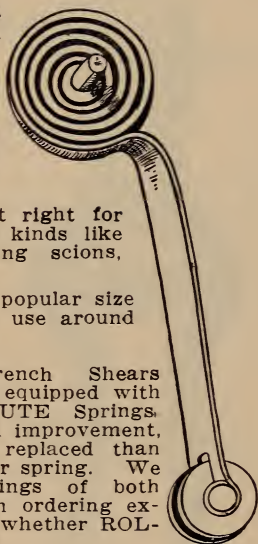 t right for
kinds like
ng scions,
popular size
use around
rench Shears
equipped with
UTE Springs.
improvement,
replaced than
r spring. We
ings of both
n ordering ex-
whether ROL-